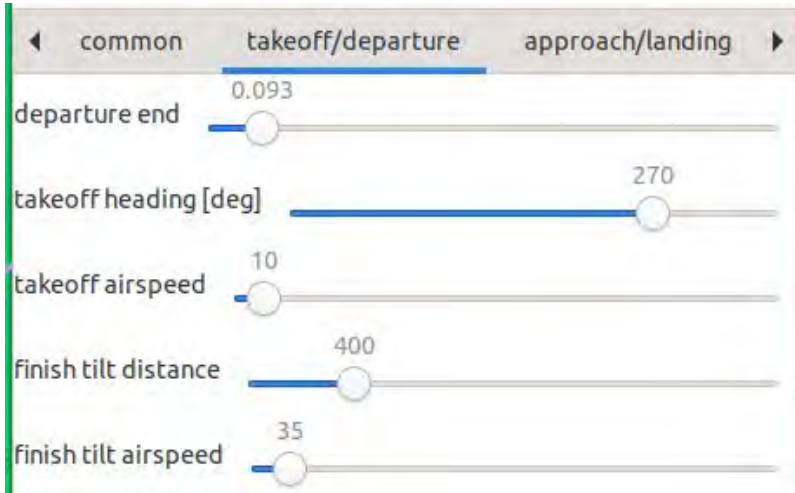 common takeoff/departure approach/landing
0.093
departure end
270
takeoff heading [deg]
10
takeoff airspeed
400
finish tilt distance
35
finish tilt airspeed